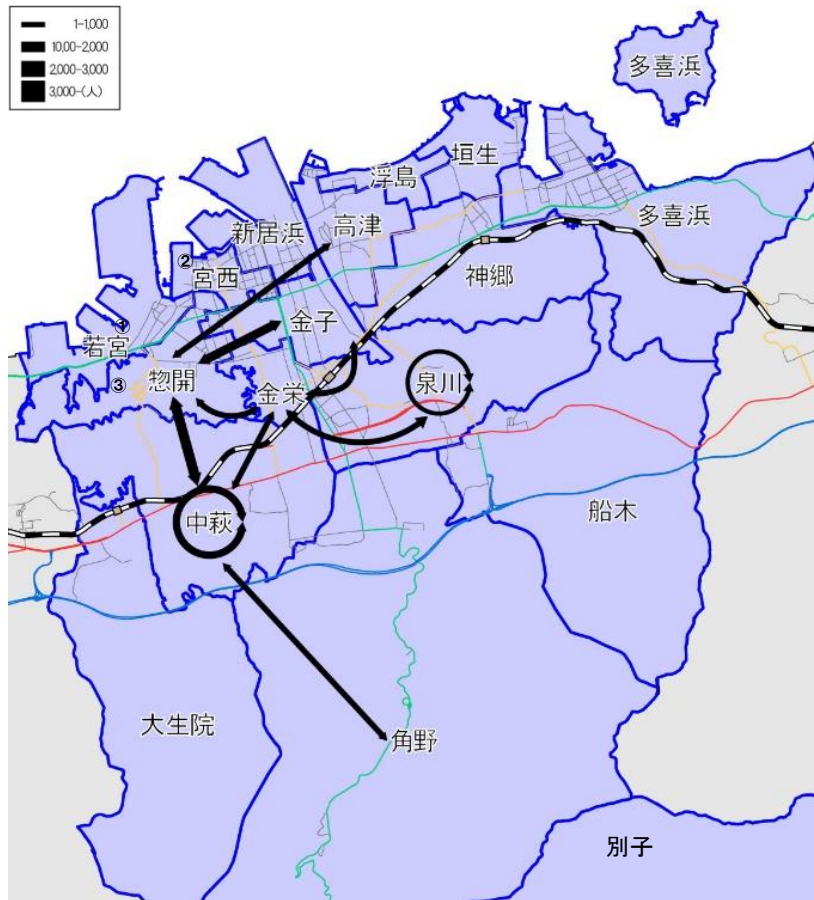 1-1,000
10,00-2,000
2,000-3,000
3,000-(人)
多喜浜
垣生
浮島
高津
新居浜
多喜浜
②
宮西
神郷
①
金子
若宮
③
惣開
金栄
泉川
中萩
船木
大生院
角野
別子